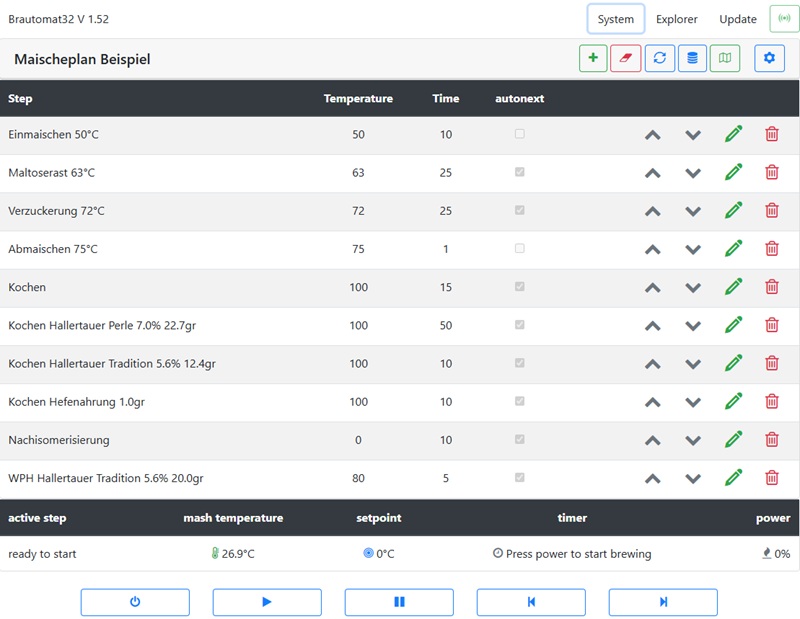 Brautomat32 V 1.52 System Explorer Update
Maischeplan Beispiel
Step Temperature Time autonext
Einmaischen 50°C 50 10
Maltoserast 63°C 63 25
Verzuckerung 72°C 72 25
Abmaischen 75°C 75 1
Kochen 100 15
Kochen Hallertauer Perle 7.0% 22.7gr 100 50
Kochen Hallertauer Tradition 5.6% 12.4gr 100 10
Kochen Hefenahrung 1.0gr 100 10
Nachisomerisierung 0 10
WPH Hallertauer Tradition 5.6% 20.0gr 80 5
active step mash temperature setpoint timer power
ready to start 26.9°C 0°C Press power to start brewing 0%